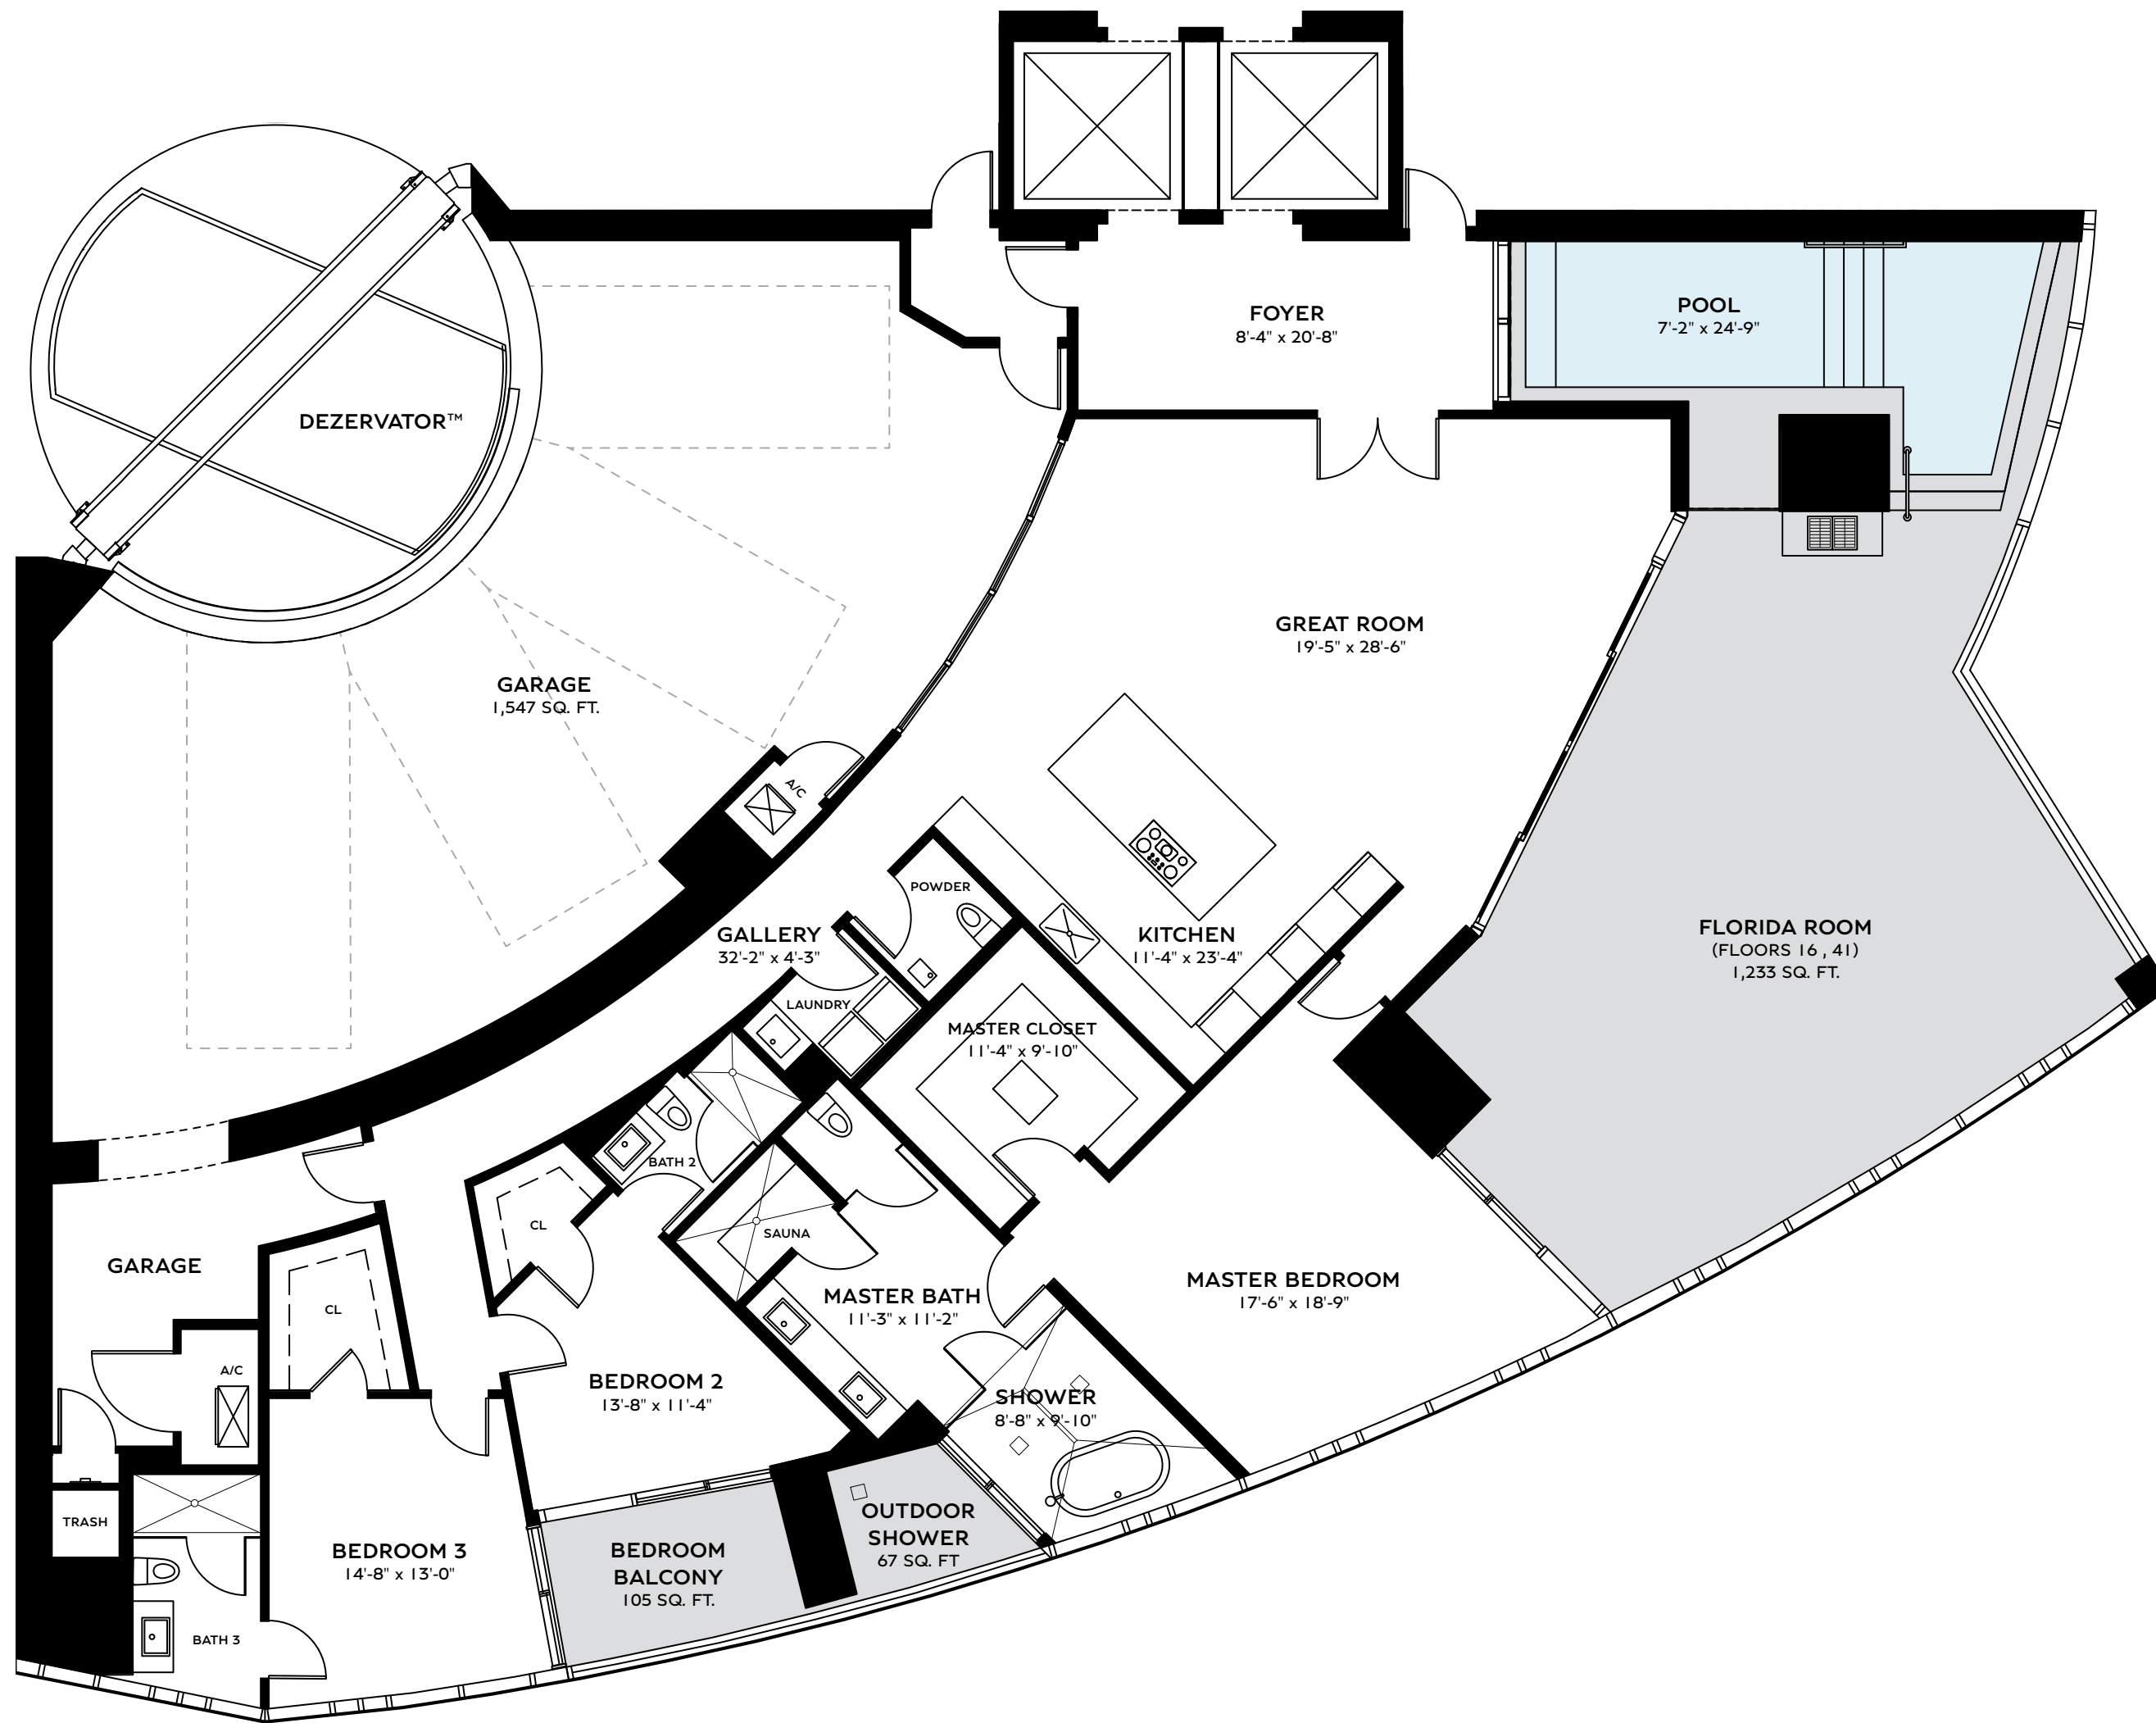 FOYER
8'-4" x 20'-8"
POOL
7'-2" x 24'-9"
DEZERVATOR™
GREAT ROOM
19'-5" x 28'-6"
GARAGE
1,547 SQ. FT.
A/C
POWDER
GALLERY
32'-2" x 4'-3"
KITCHEN
11'-4" x 23'-4"
FLORIDA ROOM
(FLOORS 16 , 41)
1,233 SQ. FT.
LAUNDRY
MASTER CLOSET
11'-4" x 9'-10"
BATH 2
CL
SAUNA
GARAGE
CL
MASTER BATH
11'-3" x 11'-2"
MASTER BEDROOM
17'-6" x 18'-9"
A/C
BEDROOM 2
13'-8" x 11'-4"
SHOWER
8'-8" x 9'-10"
TRASH
BEDROOM 3
14'-8" x 13'-0"
BEDROOM
BALCONY
105 SQ. FT.
OUTDOOR
SHOWER
67 SQ. FT
BATH 3